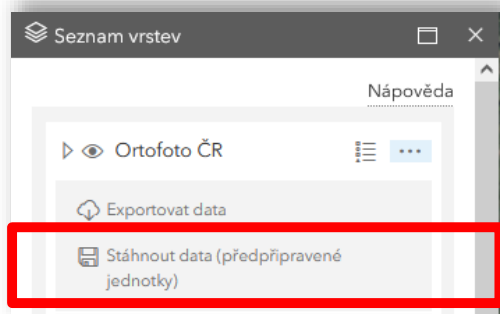 Seznam vrstev
Nápověda
Ortofoto ČR
Exportovat data
Stáhnout data (předpřipravené
jednotky)